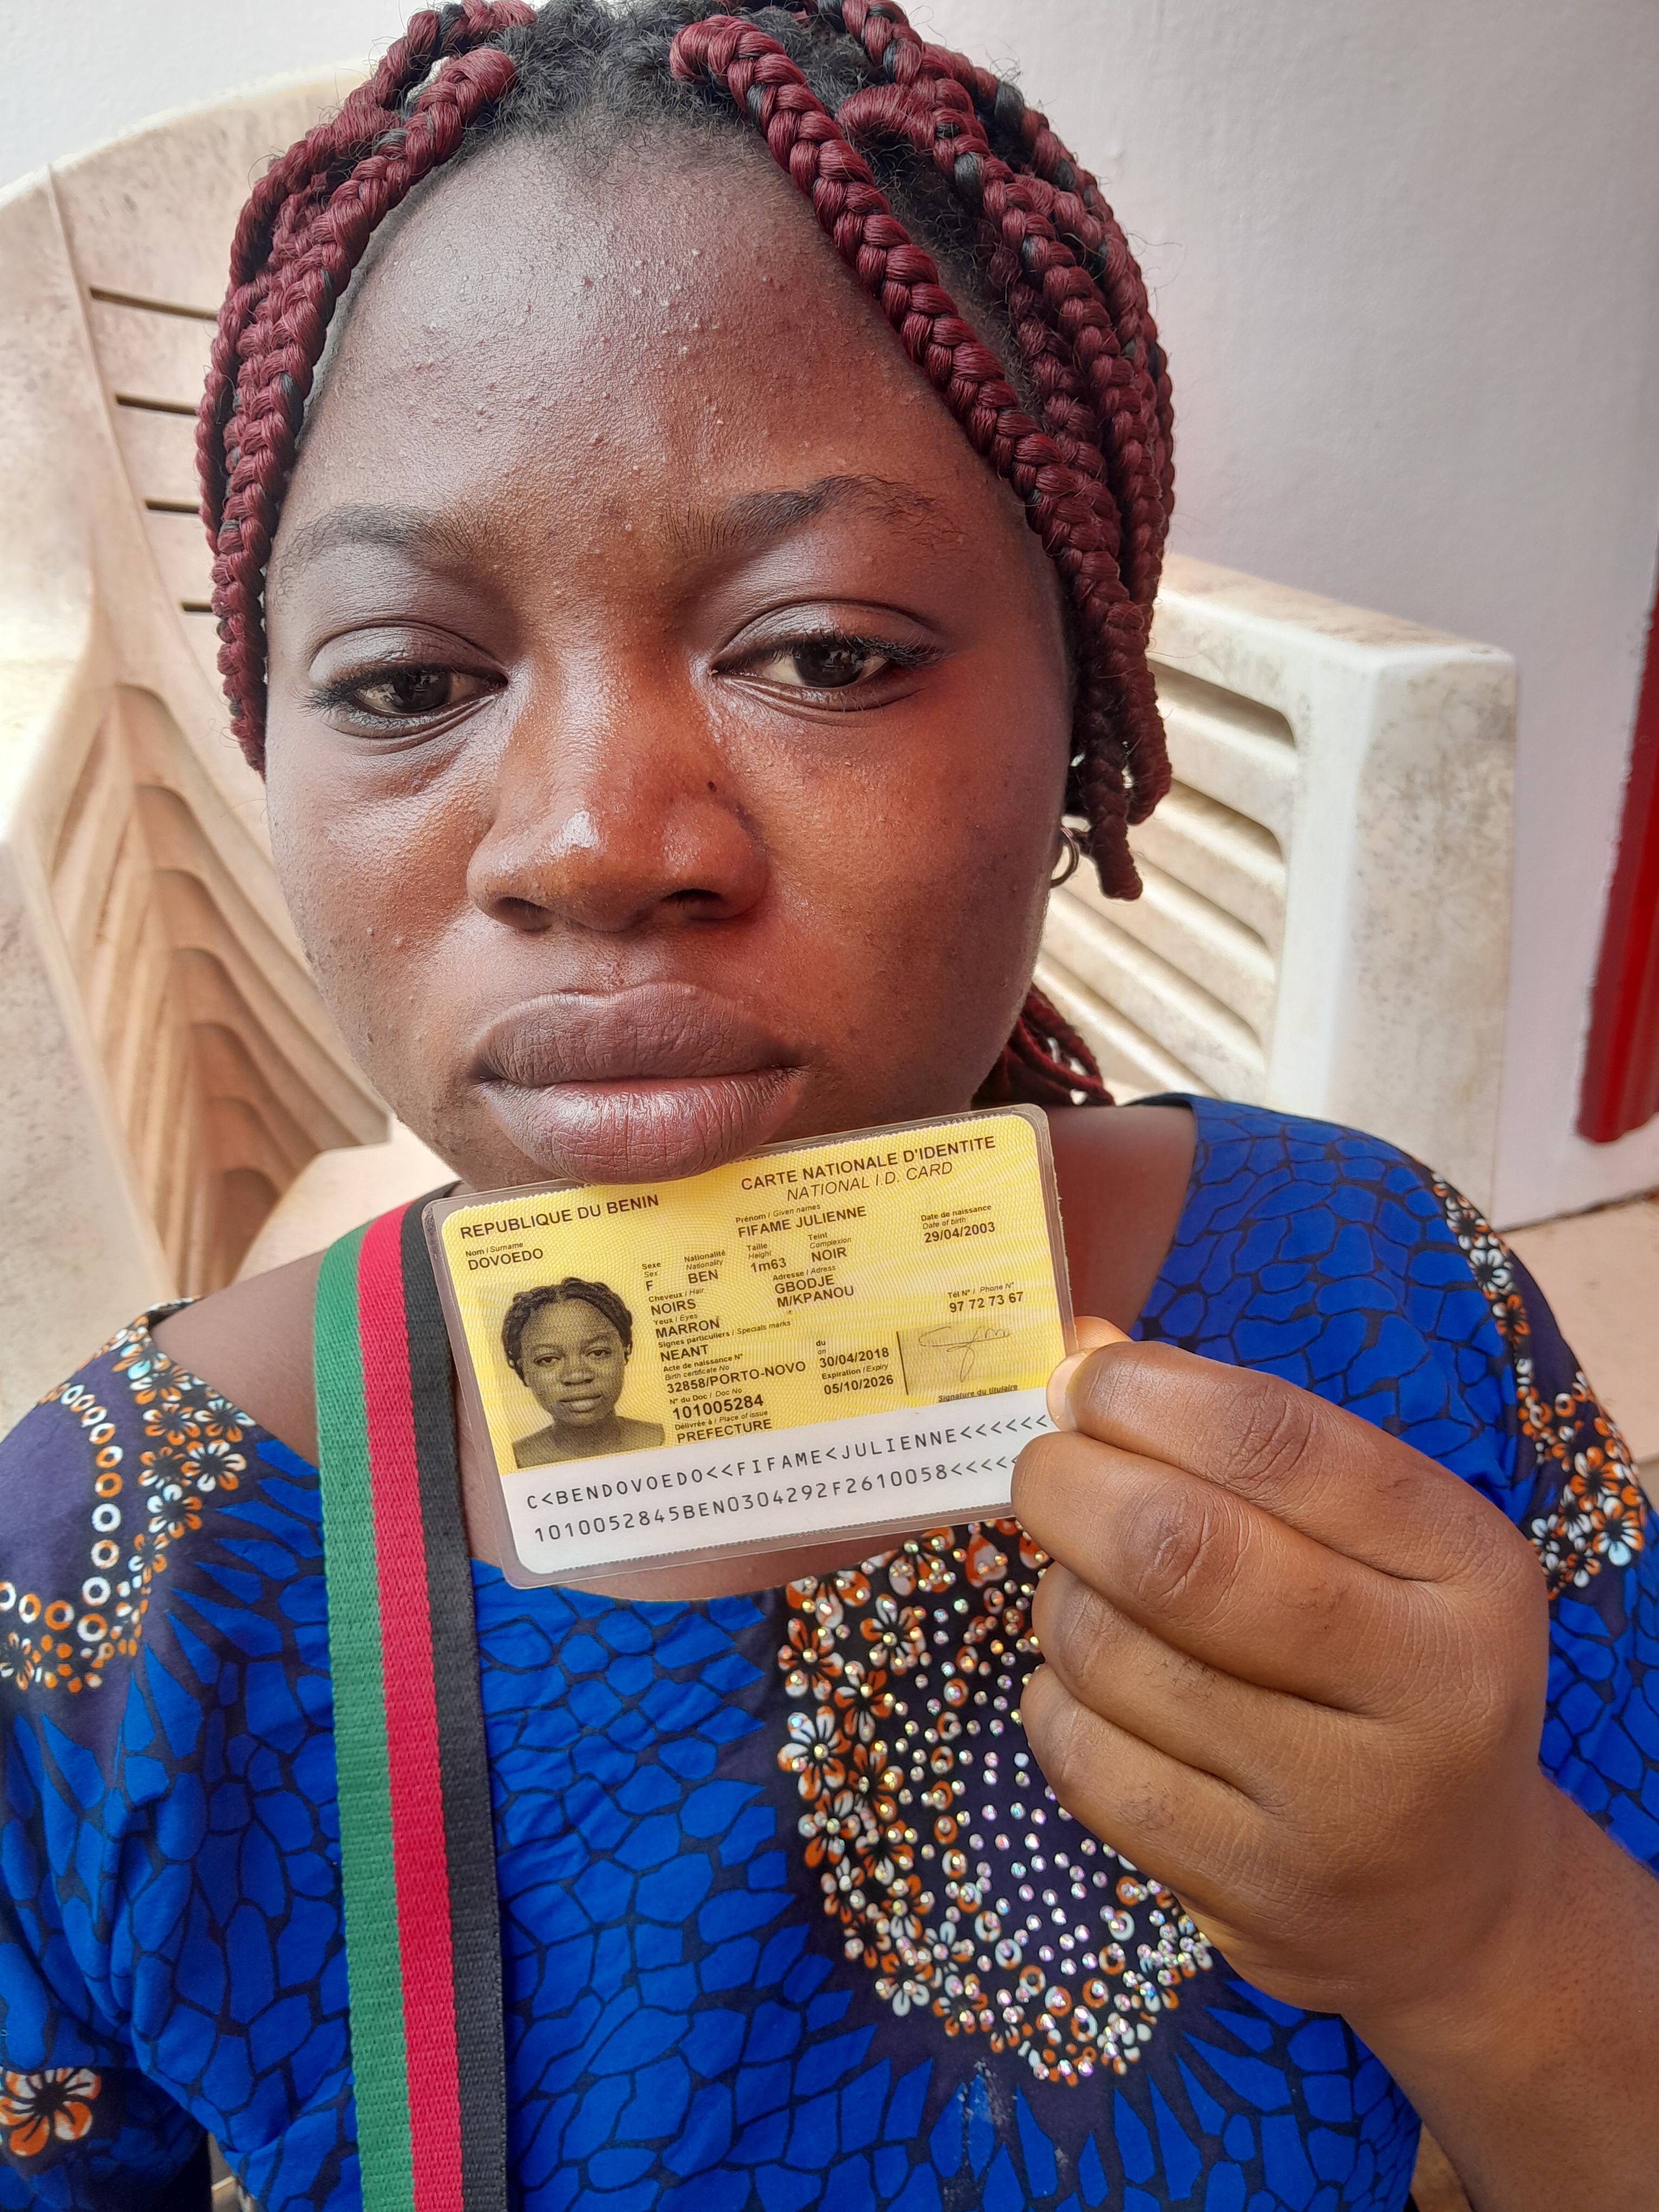 REPUBLIQUE DU BENIN
CARTE NATIONALE D'IDENTITE
NATIONAL I.D. CARD
Nom / Surname
DOVOEDO
Prénom / Given names
FIFAME JULIENNE
Date de naissance
Date of birth
29/04/2003
Sexe
Sex
F
Nationalité
Nationality
BEN
Taille
Height
1m63
Teint
Complexion
NOIR
Cheveux / Hair
NOIRS
Adresse / Adress
GBODJE
M/KPANOU
Yeux / Eyes
MARRON
Tél N° / Phone N°
97 72 73 67
Signes particuliers / Specials marks
NEANT
Acte de naissance N°
Birth certificate No
32858/PORTO-NOVO
du
on
30/04/2018
N° du Doc / Doc No
101005284
Expiration / Expiry
05/10/2026
Délivrée à / Place of issue
PREFECTURE
Signature du titulaire
C<BENDOVOEDO<<FIFAME<JULIENNE<<<<<<
1010052845BEN0304292F2610058<<<<<